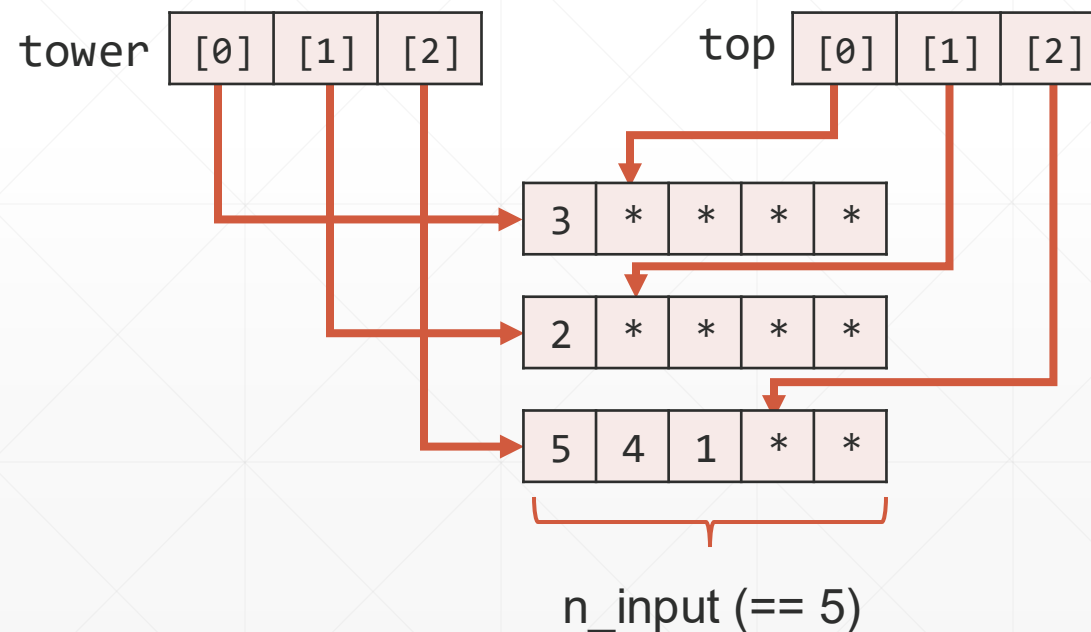 tower [0] [1] [2] top [0] [1] [2]
3 * * * *
2 * * * *
5 4 1 * *
n_input (== 5)